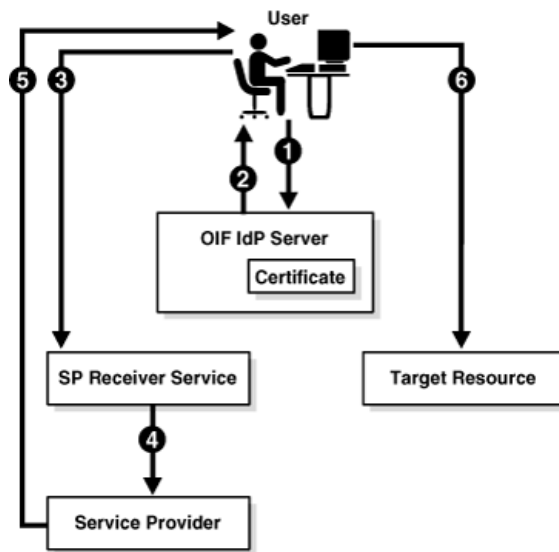 User
5
3
6
1
2
OIF IdP Server
Certificate
SP Receiver Service
Target Resource
4
Service Provider